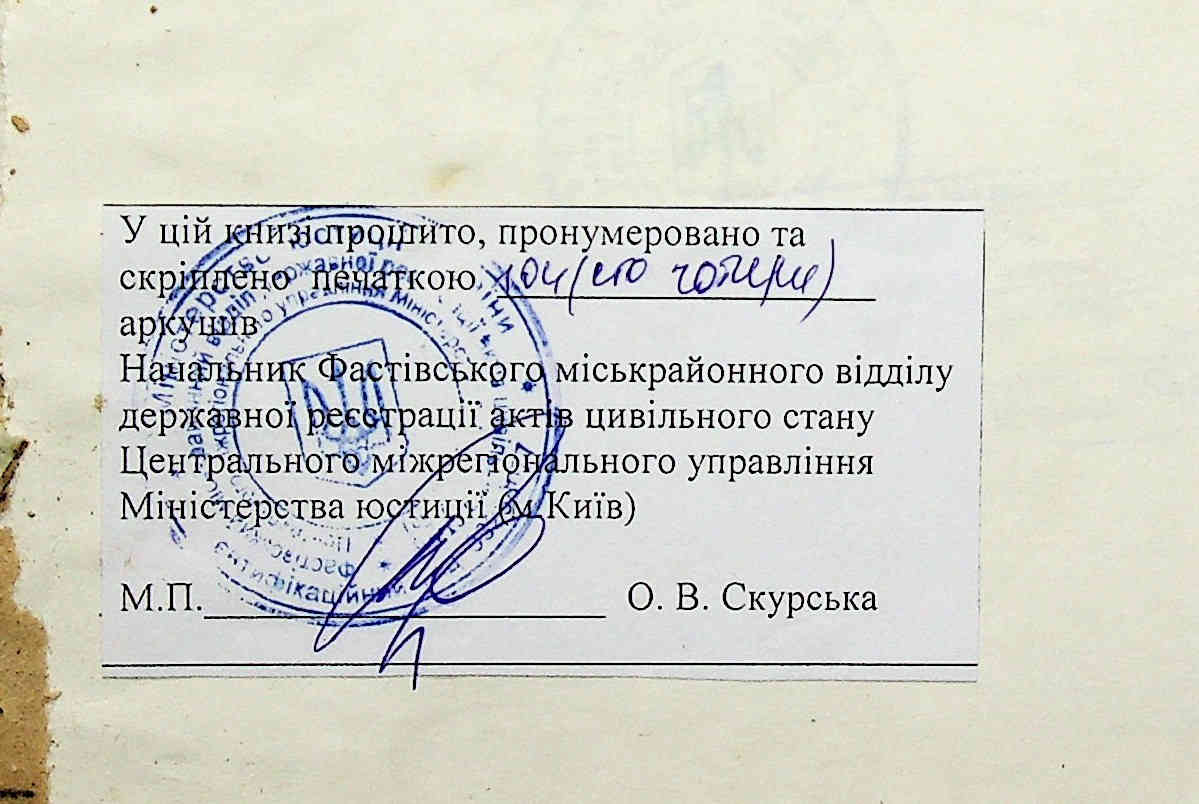 У цій книзі прошито, пронумеровано та
скріплено печаткою 104 (сто чотири)
аркушів
Начальник Фастівського міськрайонного відділу
державної реєстрації актів цивільного стану
Центрального міжрегіонального управління
Міністерства юстиції (м.Київ)
М.П. О. В. Скурська